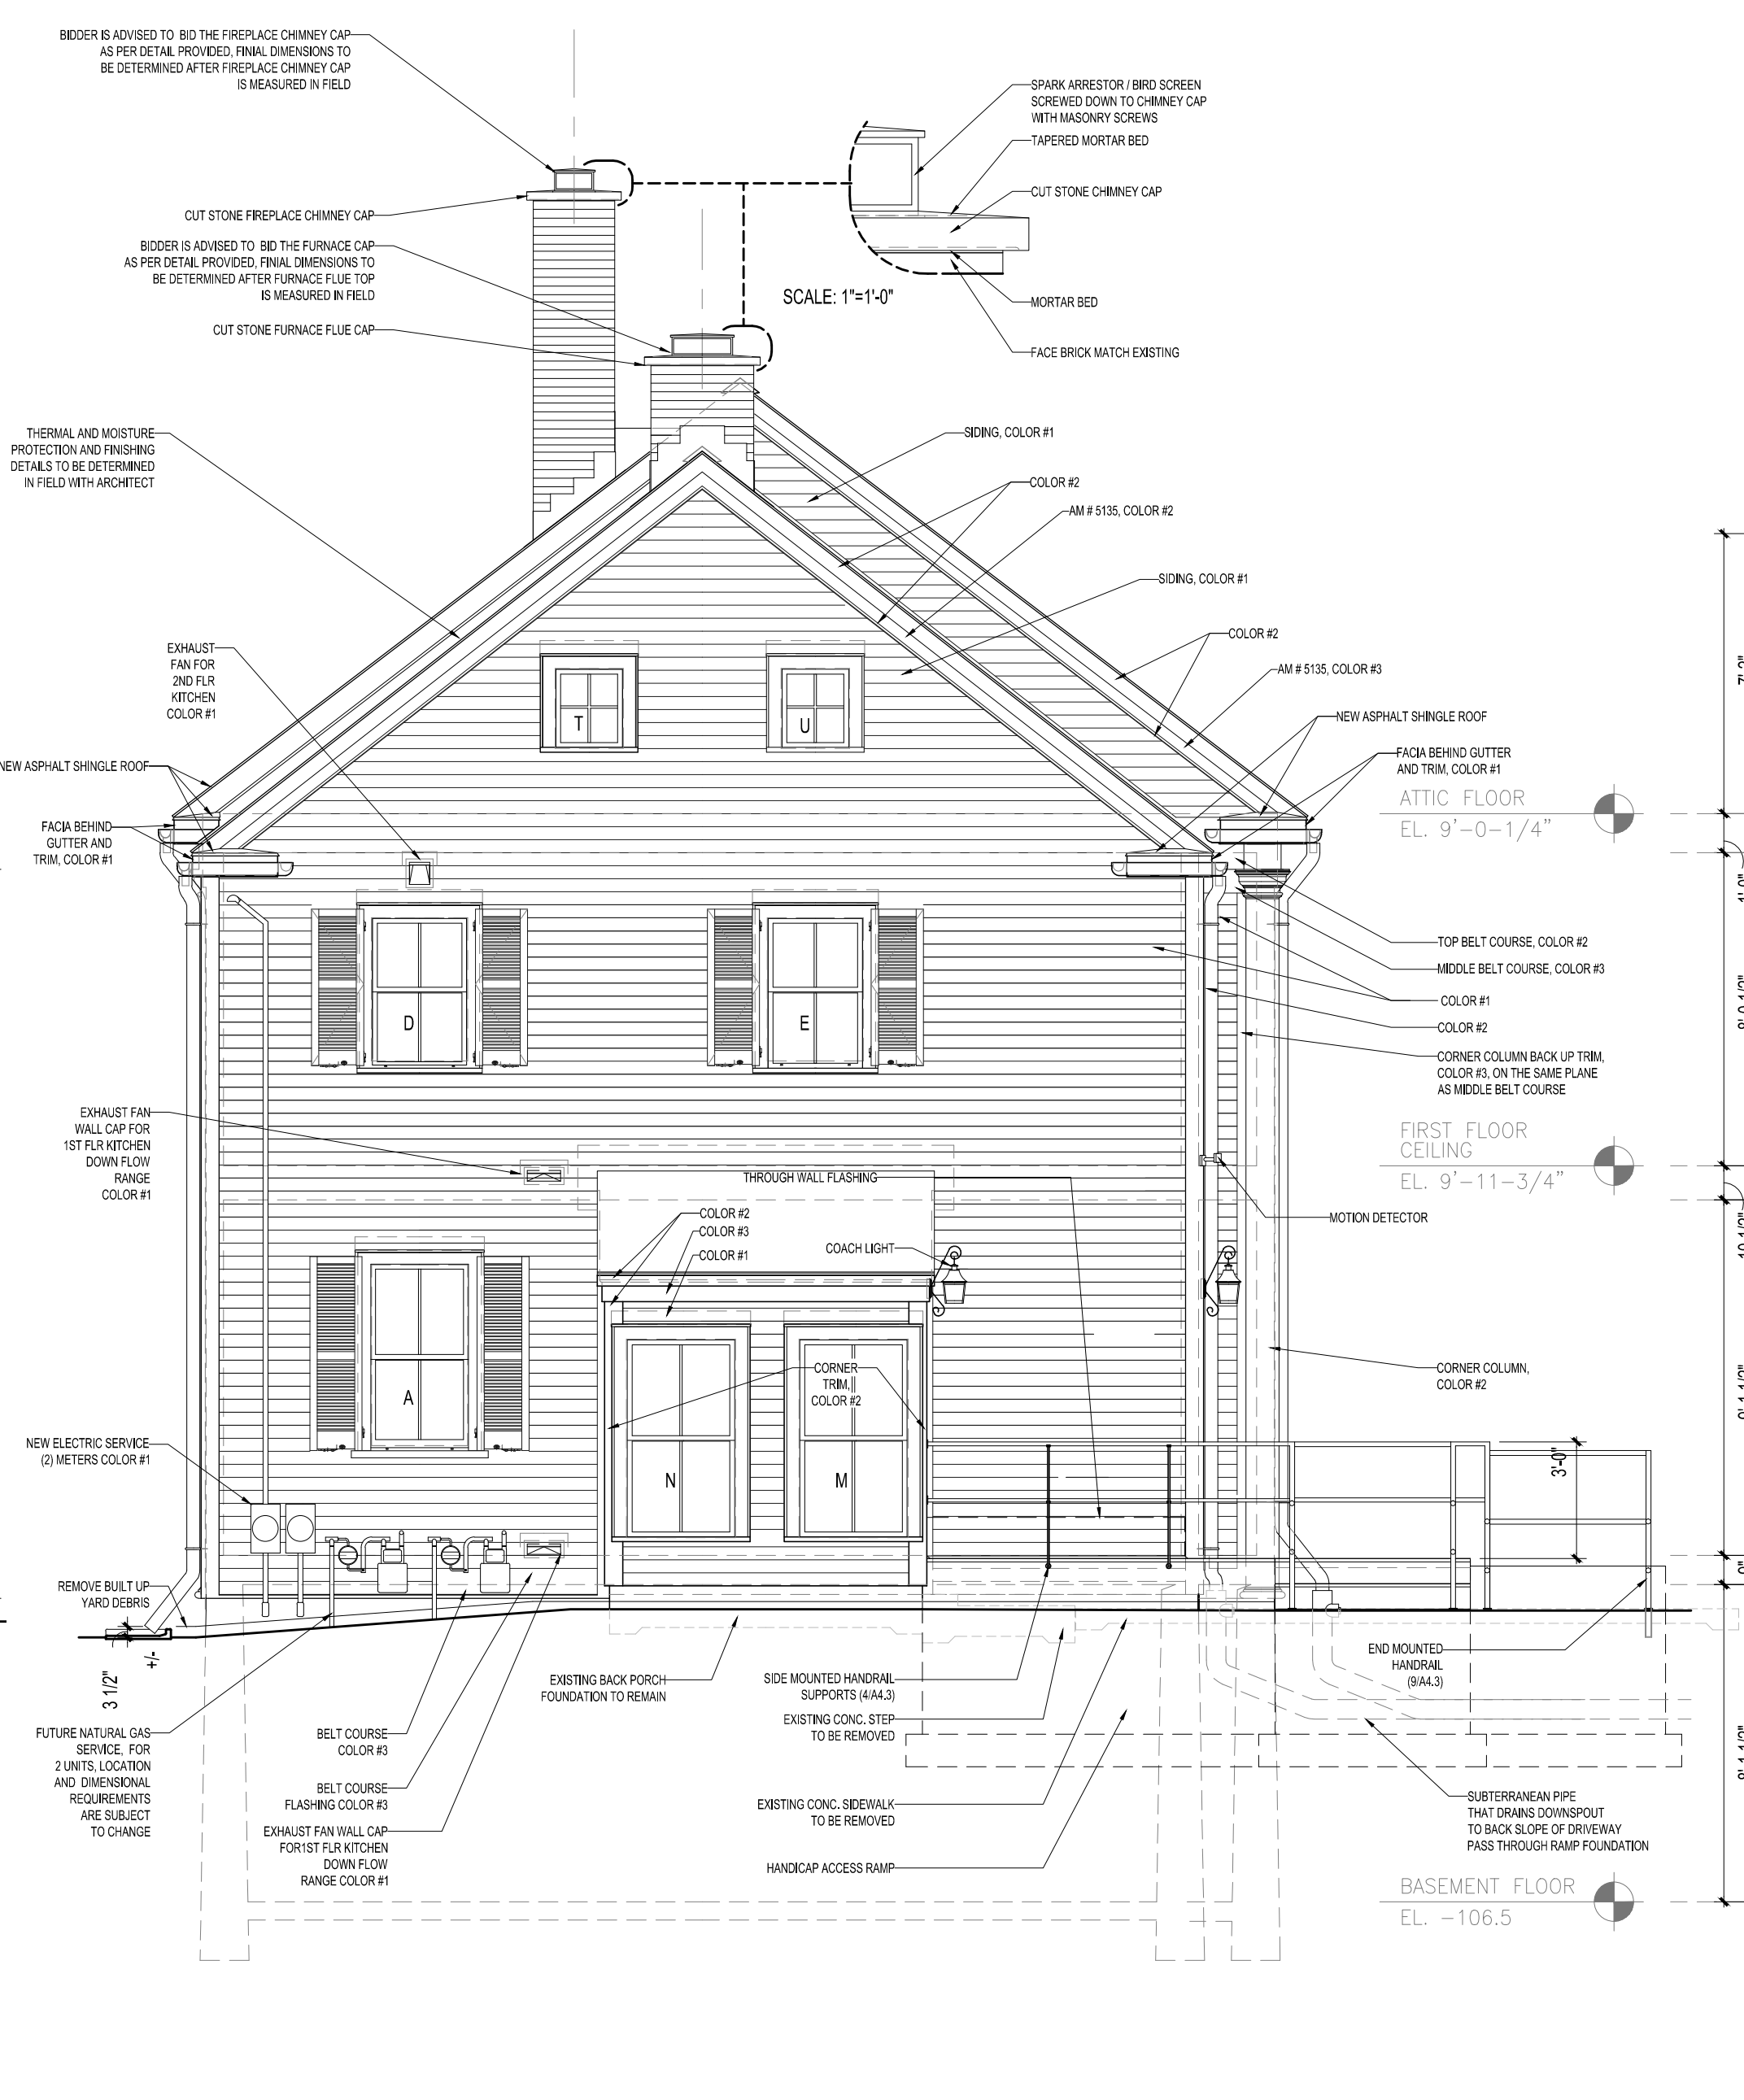 BIDDER IS ADVISED TO BID THE FIREPLACE CHIMNEY CAP
AS PER DETAIL PROVIDED, FINIAL DIMENSIONS TO
BE DETERMINED AFTER FIREPLACE CHIMNEY CAP
IS MEASURED IN FIELD
SPARK ARRESTOR / BIRD SCREEN
SCREWED DOWN TO CHIMNEY CAP
WITH MASONRY SCREWS
TAPERED MORTAR BED
CUT STONE CHIMNEY CAP
MORTAR BED
FACE BRICK MATCH EXISTING
SCALE: 1"=1'-0"
CUT STONE FIREPLACE CHIMNEY CAP
BIDDER IS ADVISED TO BID THE FURNACE CAP
AS PER DETAIL PROVIDED, FINIAL DIMENSIONS TO
BE DETERMINED AFTER FURNACE FLUE TOP
IS MEASURED IN FIELD
CUT STONE FURNACE FLUE CAP
THERMAL AND MOISTURE
PROTECTION AND FINISHING
DETAILS TO BE DETERMINED
IN FIELD WITH ARCHITECT
SIDING, COLOR #1
COLOR #2
AM # 5135, COLOR #2
SIDING, COLOR #1
COLOR #2
AM # 5135, COLOR #3
NEW ASPHALT SHINGLE ROOF
FACIA BEHIND GUTTER
AND TRIM, COLOR #1
EXHAUST
FAN FOR
2ND FLR
KITCHEN
COLOR #1
NEW ASPHALT SHINGLE ROOF
FACIA BEHIND
GUTTER AND
TRIM, COLOR #1
T
U
ATTIC FLOOR
EL. 9'-0-1/4"
TOP BELT COURSE, COLOR #2
MIDDLE BELT COURSE, COLOR #3
COLOR #1
COLOR #2
CORNER COLUMN BACK UP TRIM,
COLOR #3, ON THE SAME PLANE
AS MIDDLE BELT COURSE
D
E
FIRST FLOOR
CEILING
EL. 9'-11-3/4"
EXHAUST FAN
WALL CAP FOR
1ST FLR KITCHEN
DOWN FLOW
RANGE
COLOR #1
THROUGH WALL FLASHING
COLOR #2
COLOR #3
COLOR #1
COACH LIGHT
MOTION DETECTOR
CORNER
TRIM,
COLOR #2
CORNER COLUMN,
COLOR #2
A
N
M
NEW ELECTRIC SERVICE
(2) METERS COLOR #1
3'-0"
REMOVE BUILT UP
YARD DEBRIS
3 1/2"
+/-
FUTURE NATURAL GAS
SERVICE, FOR
2 UNITS, LOCATION
AND DIMENSIONAL
REQUIREMENTS
ARE SUBJECT
TO CHANGE
BELT COURSE
COLOR #3
BELT COURSE
FLASHING COLOR #3
EXHAUST FAN WALL CAP
FOR1ST FLR KITCHEN
DOWN FLOW
RANGE COLOR #1
EXISTING BACK PORCH
FOUNDATION TO REMAIN
SIDE MOUNTED HANDRAIL
SUPPORTS (4/A4.3)
EXISTING CONC. STEP
TO BE REMOVED
EXISTING CONC. SIDEWALK
TO BE REMOVED
HANDICAP ACCESS RAMP
END MOUNTED
HANDRAIL
(9/A4.3)
SUBTERRANEAN PIPE
THAT DRAINS DOWNSPOUT
TO BACK SLOPE OF DRIVEWAY
PASS THROUGH RAMP FOUNDATION
BASEMENT FLOOR
EL. -106.5